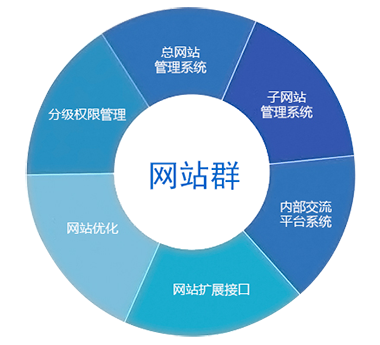 总网站
管理系统
子网站
管理系统
内部交流
平台系统
网站扩展接口
网站优化
分级权限管理
网站群